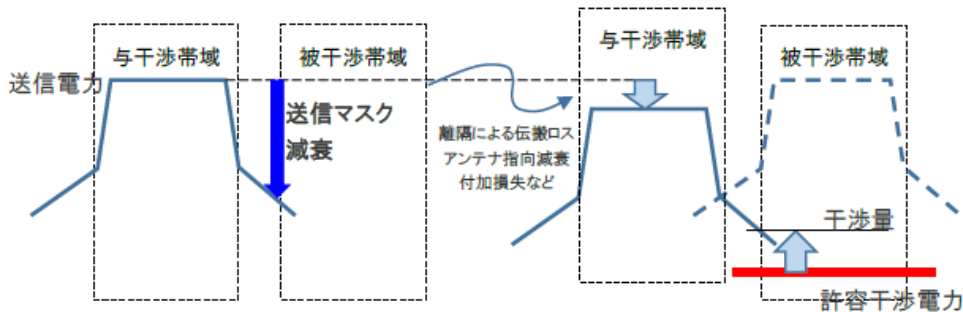 与干渉帯域
被干渉帯域
送信電力
送信マスク
減衰
離隔による伝搬ロス
アンテナ指向減衰
付加損失など
与干渉帯域
被干渉帯域
干渉量
許容干渉電力